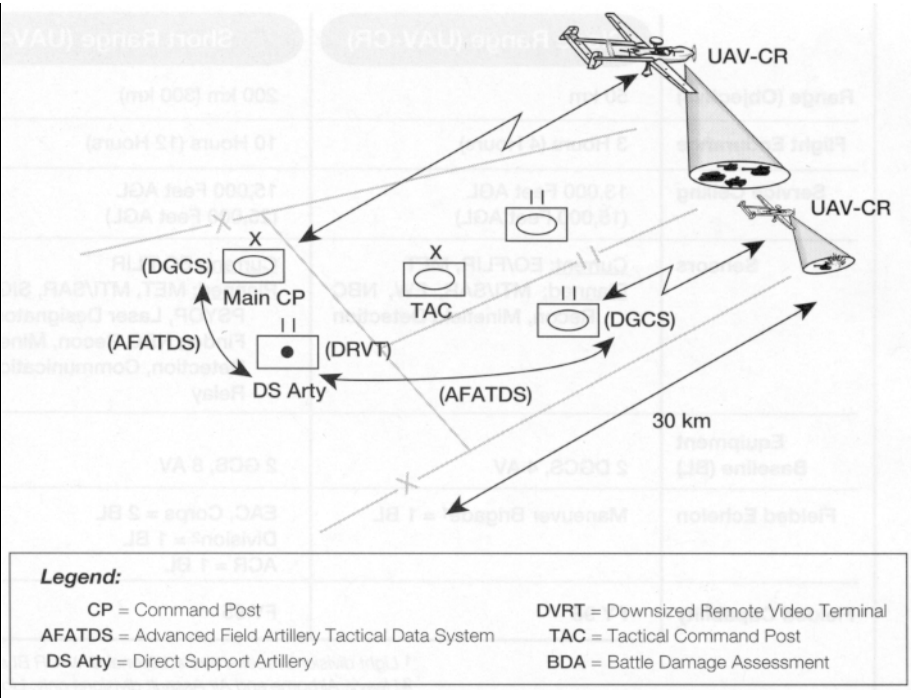 UAV-CR
UAV-CR
I I
X
X
X
(DGCS)
Main CP
X
TAC
I I
I I
(DGCS)
(AFATDS)
I I
(DRVT)
DS Arty
(AFATDS)
30 km
X
Legend:
CP = Command Post
AFATDS = Advanced Field Artillery Tactical Data System
DS Arty = Direct Support Artillery
DVRT = Downsized Remote Video Terminal
TAC = Tactical Command Post
BDA = Battle Damage Assessment